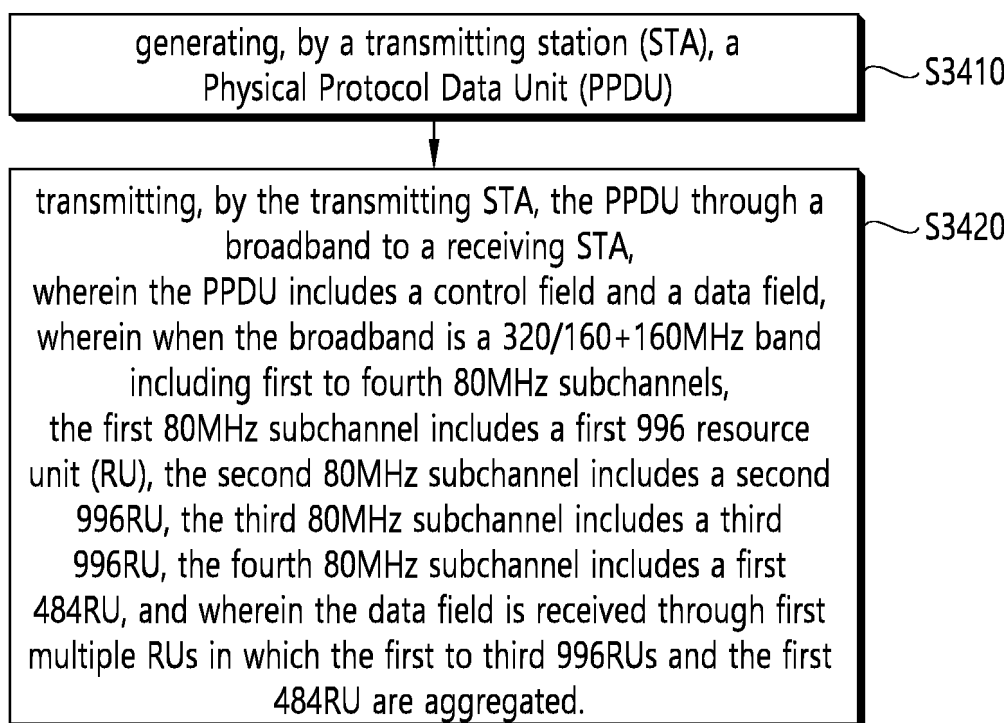 generating, by a transmitting station (STA), a
Physical Protocol Data Unit (PPDU)
S3410
transmitting, by the transmitting STA, the PPDU through a
broadband to a receiving STA,
wherein the PPDU includes a control field and a data field,
wherein when the broadband is a 320/160+160MHz band
including first to fourth 80MHz subchannels,
the first 80MHz subchannel includes a first 996 resource
unit (RU), the second 80MHz subchannel includes a second
996RU, the third 80MHz subchannel includes a third
996RU, the fourth 80MHz subchannel includes a first
484RU, and wherein the data field is received through first
multiple RUs in which the first to third 996RUs and the first
484RU are aggregated.
S3420